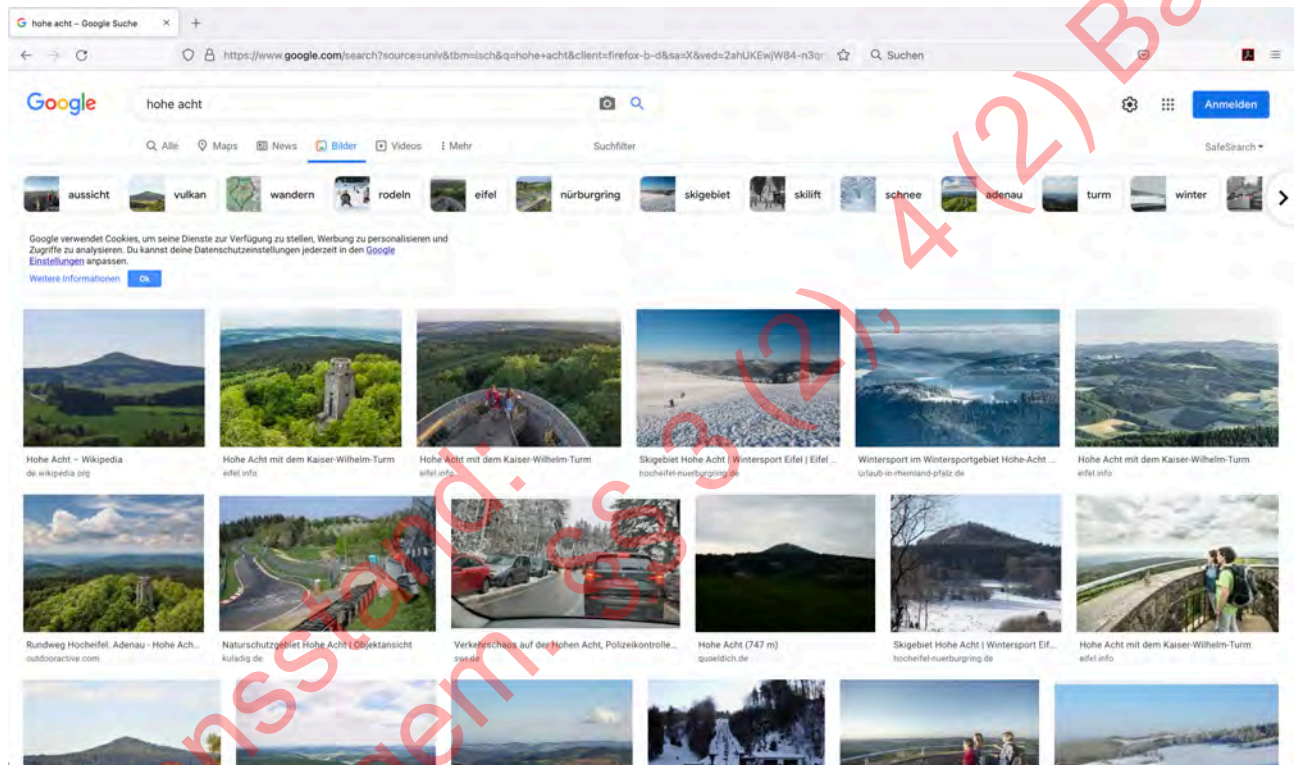 hohe acht – Google Suche
https://www.google.com/search?source=univ&tbm=isch&q=hohe+acht&client=firefox-b-d&sa=X&ved=2ahUKEwjW84-n3qr
Suchen
Google
hohe acht
Anmelden
Alle Maps News Bilder Videos Mehr Suchfilter SafeSearch
aussicht vulkan wandern rodeln eifel nürburgring skigebiet skilift schnee adenau turm winter
Google verwendet Cookies, um seine Dienste zur Verfügung zu stellen, Werbung zu personalisieren und
Zugriffe zu analysieren. Du kannst deine Datenschutzeinstellungen jederzeit in den Google
Einstellungen anpassen.
Weitere Informationen Ok
Hohe Acht – Wikipedia
de.wikipedia.org
Hohe Acht mit dem Kaiser-Wilhelm-Turm
eifel.info
Hohe Acht mit dem Kaiser-Wilhelm-Turm
eifel.info
Skigebiet Hohe Acht | Wintersport Eifel | Eifel ...
hocheifel-nuerburgring.de
Wintersport im Wintersportgebiet Hohe-Acht ...
urlaub-in-rheinland-pfalz.de
Hohe Acht mit dem Kaiser-Wilhelm-Turm
eifel.info
Rundweg Hocheifel: Adenau - Hohe Ach...
outdooractive.com
Naturschutzgebiet Hohe Acht | Objektansicht
kuladig.de
Verkehrschaos auf der Hohen Acht, Polizeikontrolle...
swr.de
Hohe Acht (747 m)
quaeldich.de
Skigebiet Hohe Acht | Wintersport Eif...
hocheifel-nuerburgring.de
Hohe Acht mit dem Kaiser-Wilhelm-Turm
eifel.info